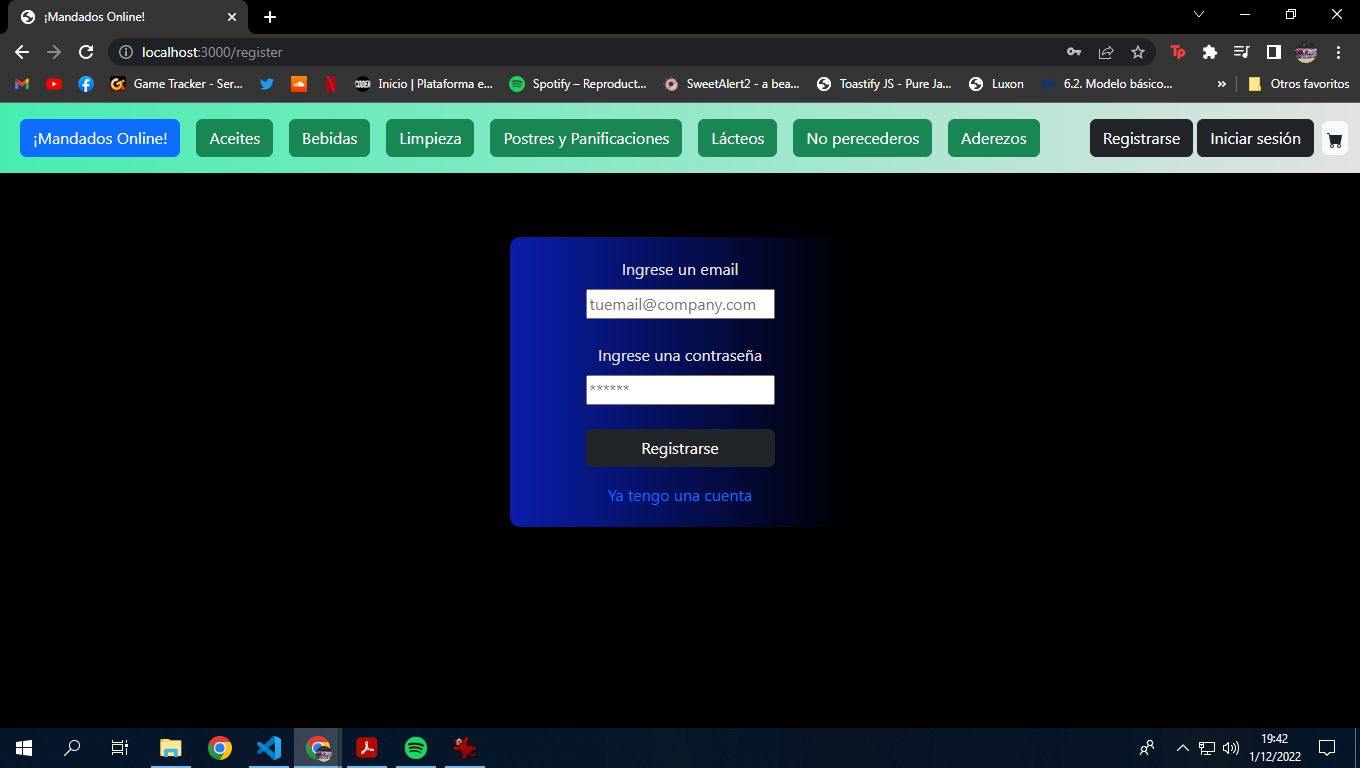 ¡Mandados Online!
localhost:3000/register
Game Tracker - Ser... Inicio | Plataforma e... Spotify – Reproduct... SweetAlert2 - a bea... Toastify JS - Pure Ja... Luxon 6.2. Modelo básico... » Otros favoritos
¡Mandados Online! Aceites Bebidas Limpieza Postres y Panificaciones Lácteos No perecederos Aderezos Registrarse Iniciar sesión
Ingrese un email
tuemail@company.com
Ingrese una contraseña
******
Registrarse
Ya tengo una cuenta
19:42
1/12/2022